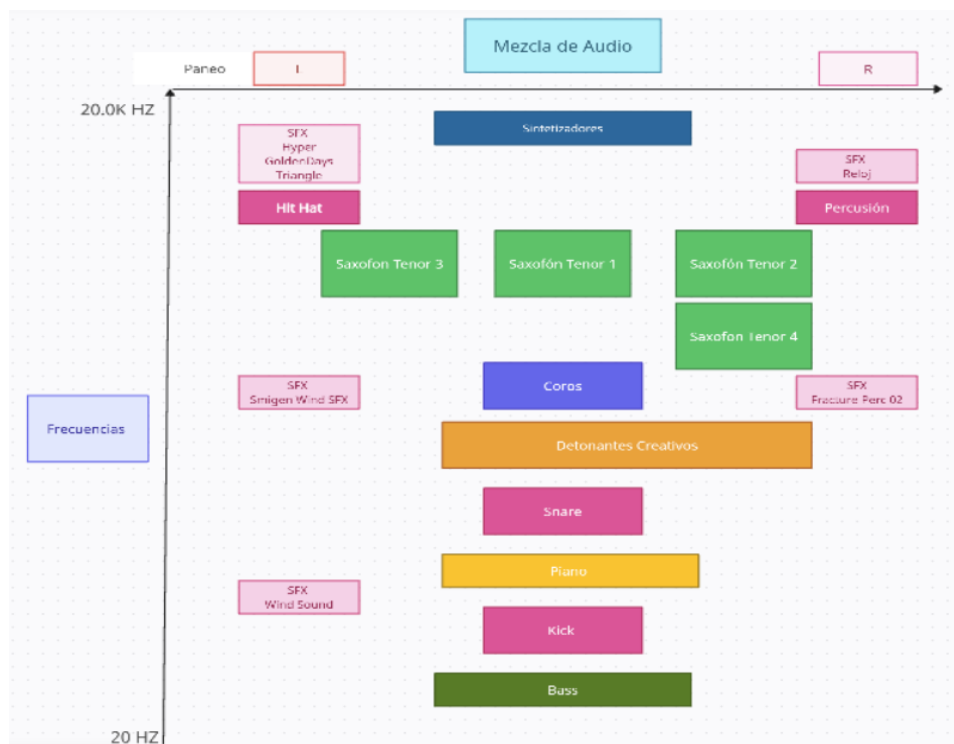 Mezcla de Audio
Paneo
L
R
20.0K HZ
Sintetizadores
SFX
Hyper
GoldenDays
Triangle
SFX
Reloj
Hit Hat
Percusión
Saxofon Tenor 3
Saxofón Tenor 1
Saxofón Tenor 2
Saxofon Tenor 4
SFX
Smigen Wind SFX
Coros
SFX
Fracture Perc 02
Frecuencias
Detonantes Creativos
Snare
Piano
SFX
Wind Sound
Kick
Bass
20 HZ